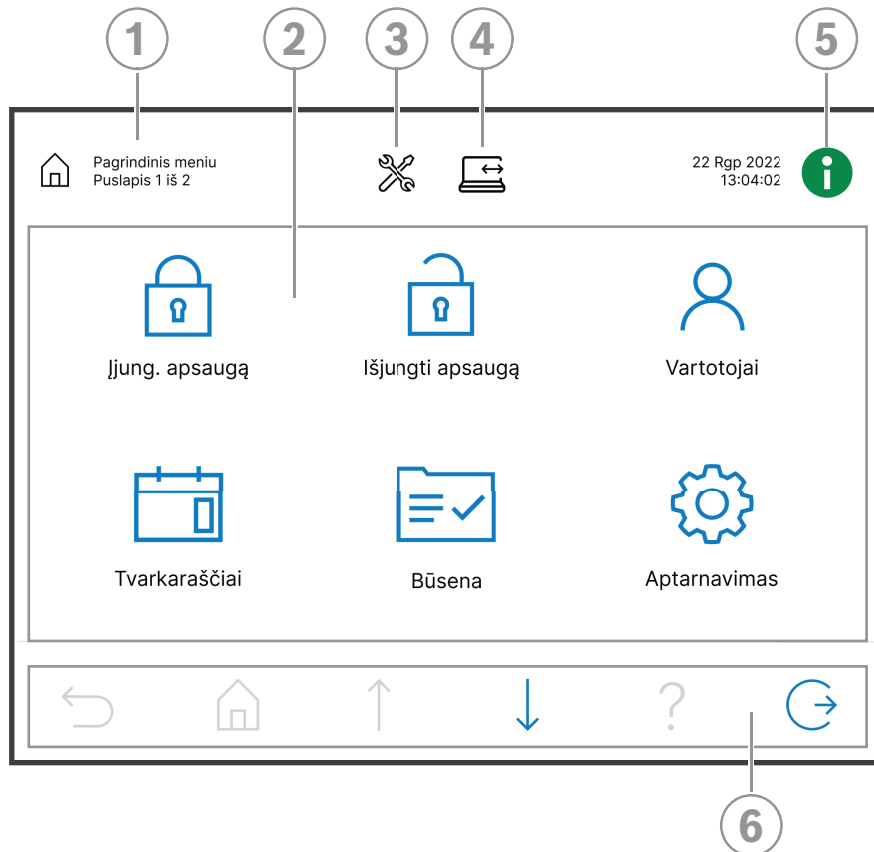 1
2
3
4
5
Pagrindinis meniu
Puslapis 1 iš 2
22 Rgp 2022
13:04:02
Įjung. apsaugą
Išjungti apsaugą
Vartotojai
Tvarkaraščiai
Būsena
Aptarnavimas
?
6